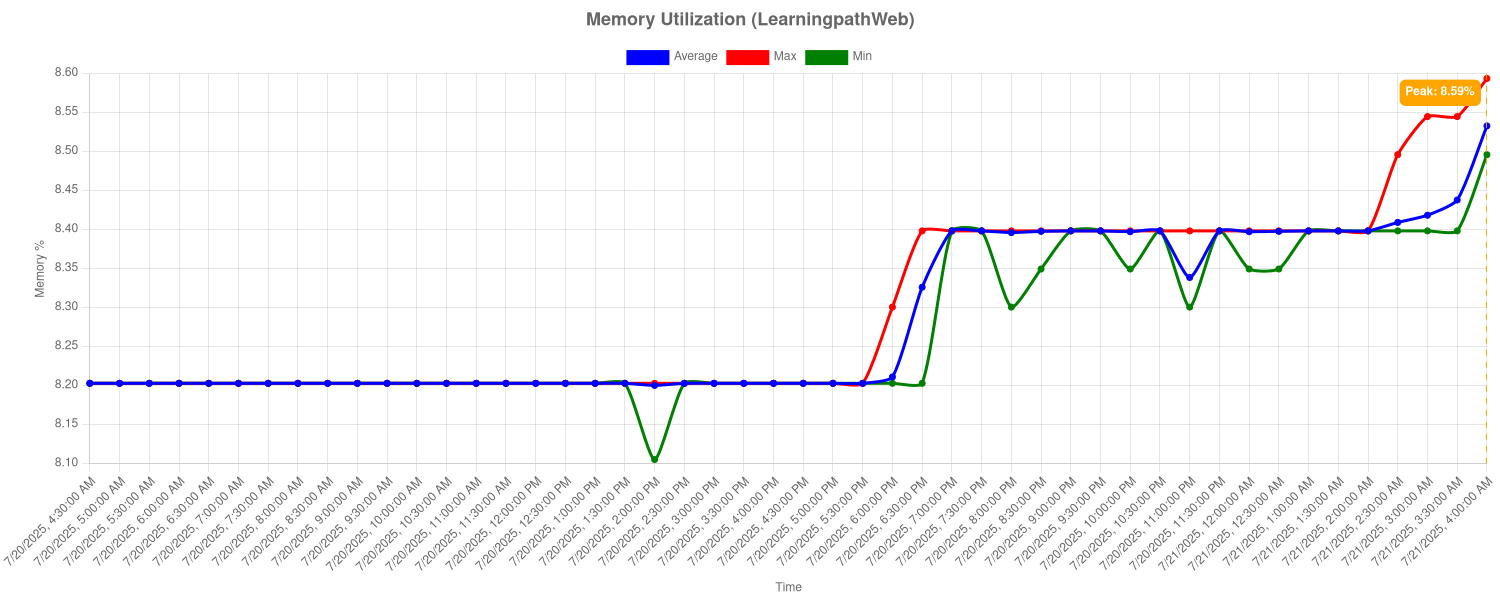 Memory Utilization (LearningpathWeb)
Average Max Min
8.60
8.55
8.50
8.45
8.40
8.35
8.30
8.25
8.20
8.15
8.10
Memory %
Peak: 8.59%
7/20/2025, 4:30:00 AM
7/20/2025, 5:00:00 AM
7/20/2025, 5:30:00 AM
7/20/2025, 6:00:00 AM
7/20/2025, 6:30:00 AM
7/20/2025, 7:00:00 AM
7/20/2025, 7:30:00 AM
7/20/2025, 8:00:00 AM
7/20/2025, 8:30:00 AM
7/20/2025, 9:00:00 AM
7/20/2025, 9:30:00 AM
7/20/2025, 10:00:00 AM
7/20/2025, 10:30:00 AM
7/20/2025, 11:00:00 AM
7/20/2025, 11:30:00 AM
7/20/2025, 12:00:00 PM
7/20/2025, 12:30:00 PM
7/20/2025, 1:00:00 PM
7/20/2025, 1:30:00 PM
7/20/2025, 2:00:00 PM
7/20/2025, 2:30:00 PM
7/20/2025, 3:00:00 PM
7/20/2025, 3:30:00 PM
7/20/2025, 4:00:00 PM
7/20/2025, 4:30:00 PM
7/20/2025, 5:00:00 PM
7/20/2025, 5:30:00 PM
7/20/2025, 6:00:00 PM
7/20/2025, 6:30:00 PM
7/20/2025, 7:00:00 PM
7/20/2025, 7:30:00 PM
7/20/2025, 8:00:00 PM
7/20/2025, 8:30:00 PM
7/20/2025, 9:00:00 PM
7/20/2025, 9:30:00 PM
7/20/2025, 10:00:00 PM
7/20/2025, 10:30:00 PM
7/20/2025, 11:00:00 PM
7/20/2025, 11:30:00 PM
7/21/2025, 12:00:00 AM
7/21/2025, 12:30:00 AM
7/21/2025, 1:00:00 AM
7/21/2025, 1:30:00 AM
7/21/2025, 2:00:00 AM
7/21/2025, 2:30:00 AM
7/21/2025, 3:00:00 AM
7/21/2025, 3:30:00 AM
7/21/2025, 4:00:00 AM
Time